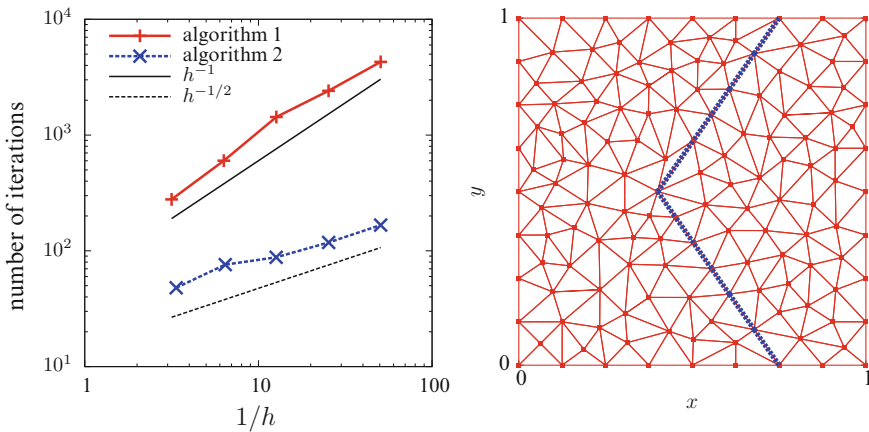 10^4
10^3
10^2
10^1
number of iterations
algorithm 1
algorithm 2
h^{-1}
h^{-1/2}
1
10
100
1/h
1
y
0
0
x
1